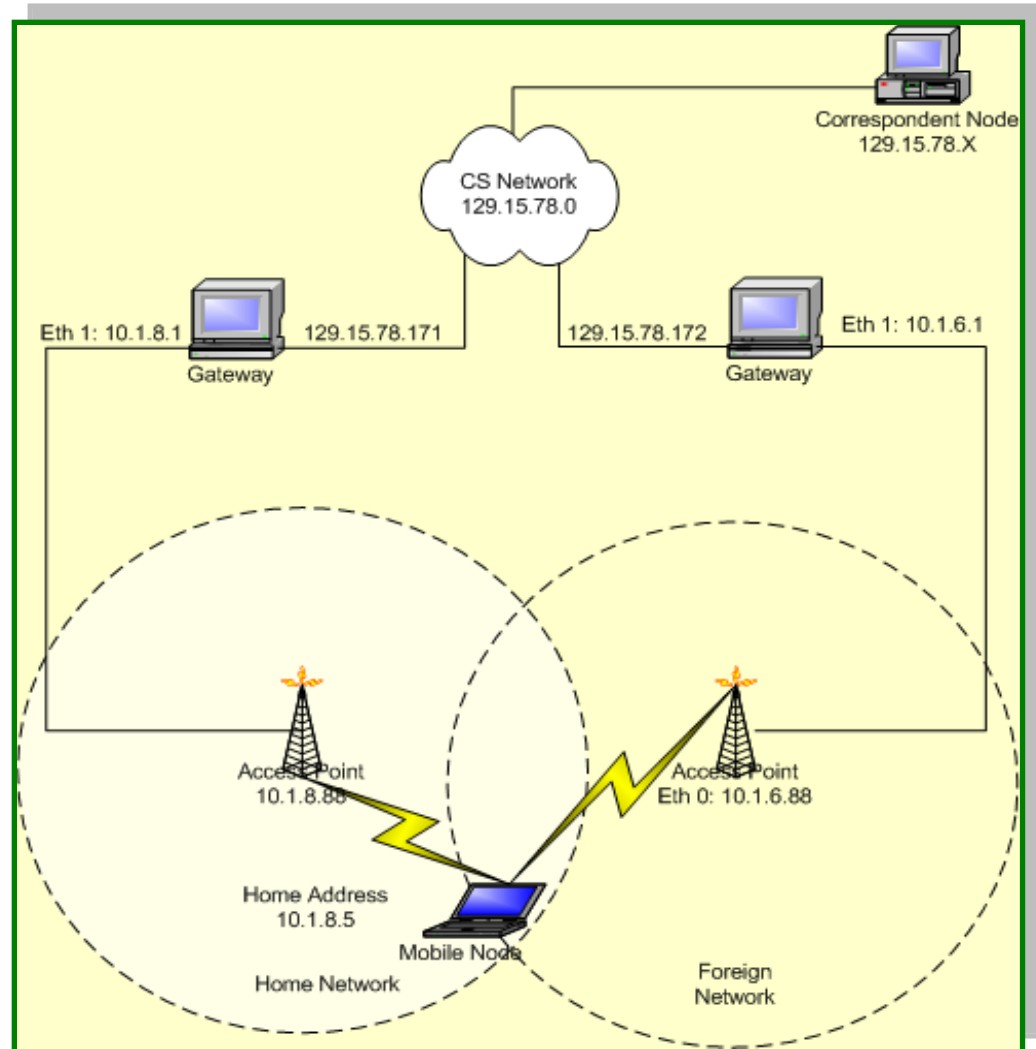 Correspondent Node
129.15.78.X
CS Network
129.15.78.0
Eth 1: 10.1.8.1
129.15.78.171
Gateway
129.15.78.172
Eth 1: 10.1.6.1
Gateway
Access Point
10.1.8.88
Access Point
Eth 0: 10.1.6.88
Home Address
10.1.8.5
Mobile Node
Home Network
Foreign
Network